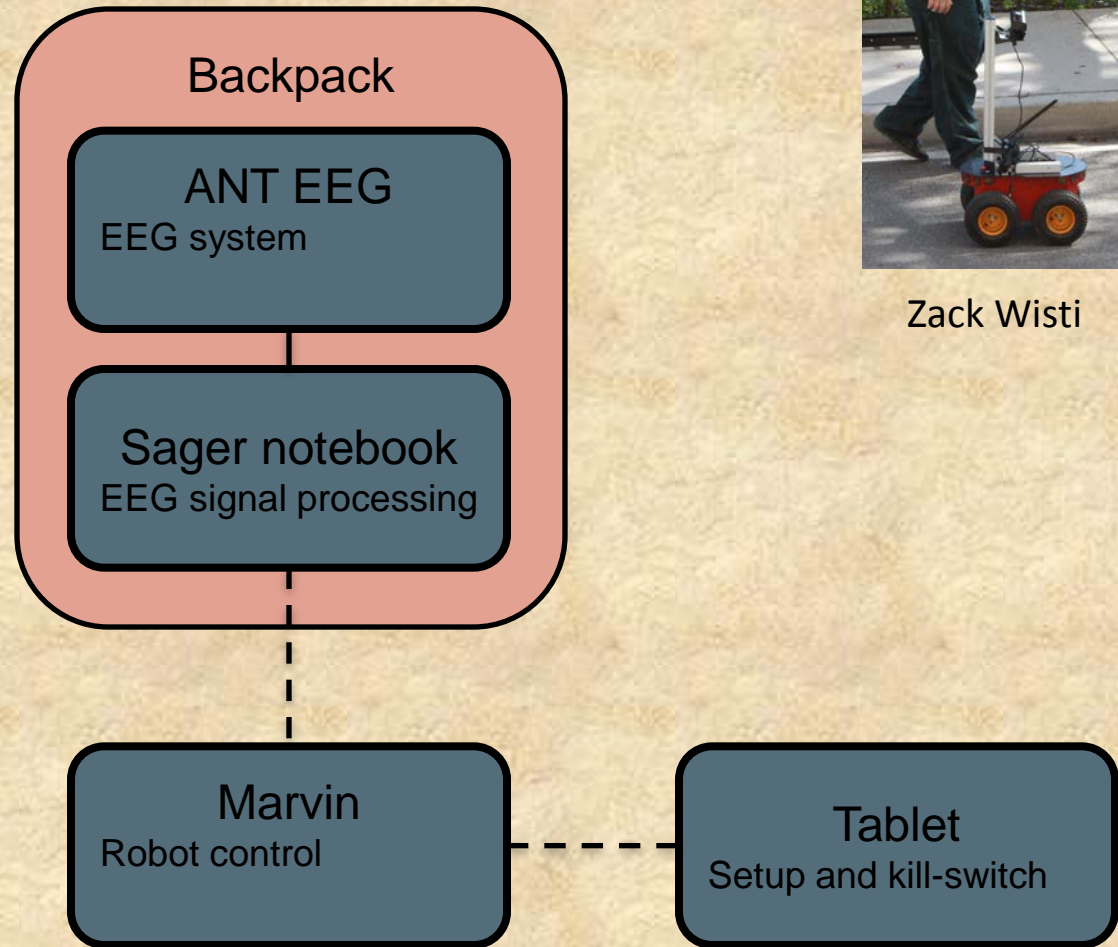 Backpack
ANT EEG
EEG system
Sager notebook
EEG signal processing
Zack Wisti
Marvin
Robot control
Tablet
Setup and kill-switch